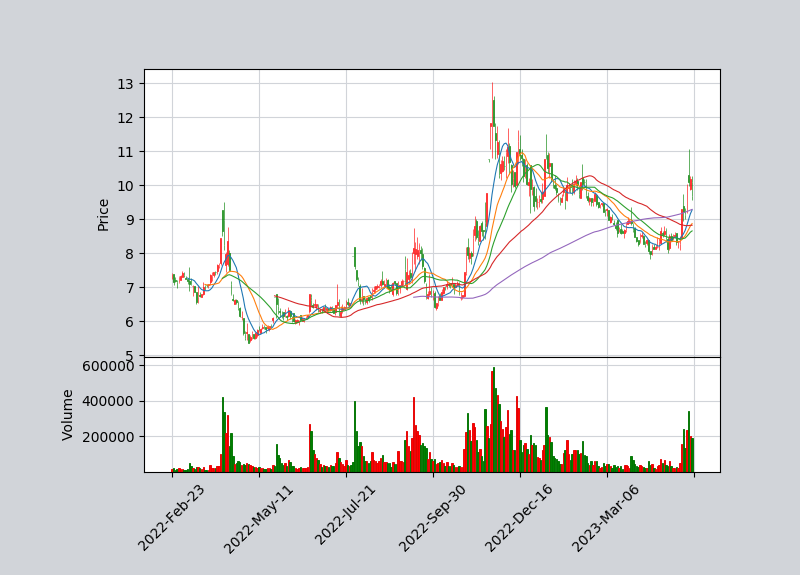 Price
13
12
11
10
9
8
7
6
5
Volume
600000
400000
200000
2022-Feb-23
2022-May-11
2022-Jul-21
2022-Sep-30
2022-Dec-16
2023-Mar-06